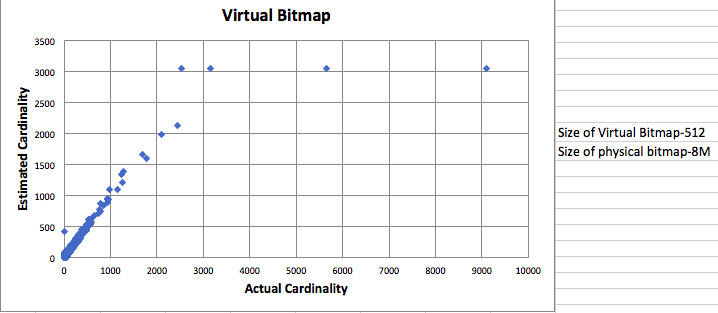 Virtual Bitmap
3500
3000
2500
2000
1500
1000
500
0
Estimated Cardinality
0 1000 2000 3000 4000 5000 6000 7000 8000 9000 10000
Actual Cardinality
Size of Virtual Bitmap-512
Size of physical bitmap-8M